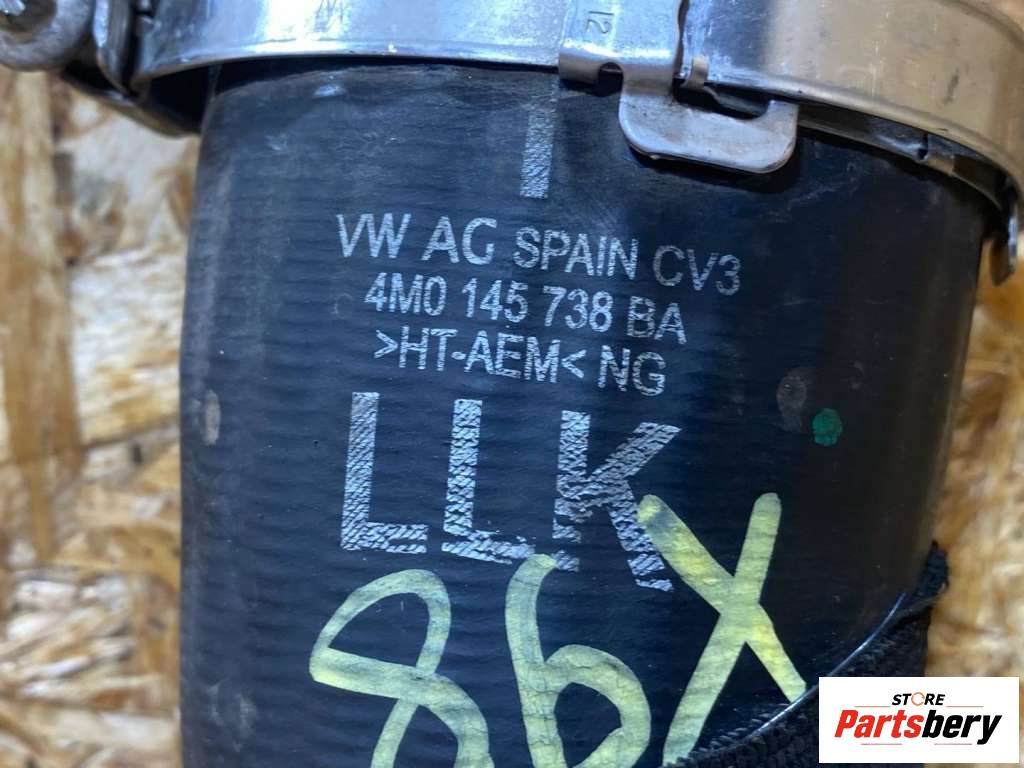 12
VW AG SPAIN CV3
4M0 145 738 BA
>HT-AEM< NG
LLK
86X
STORE
Partsbery